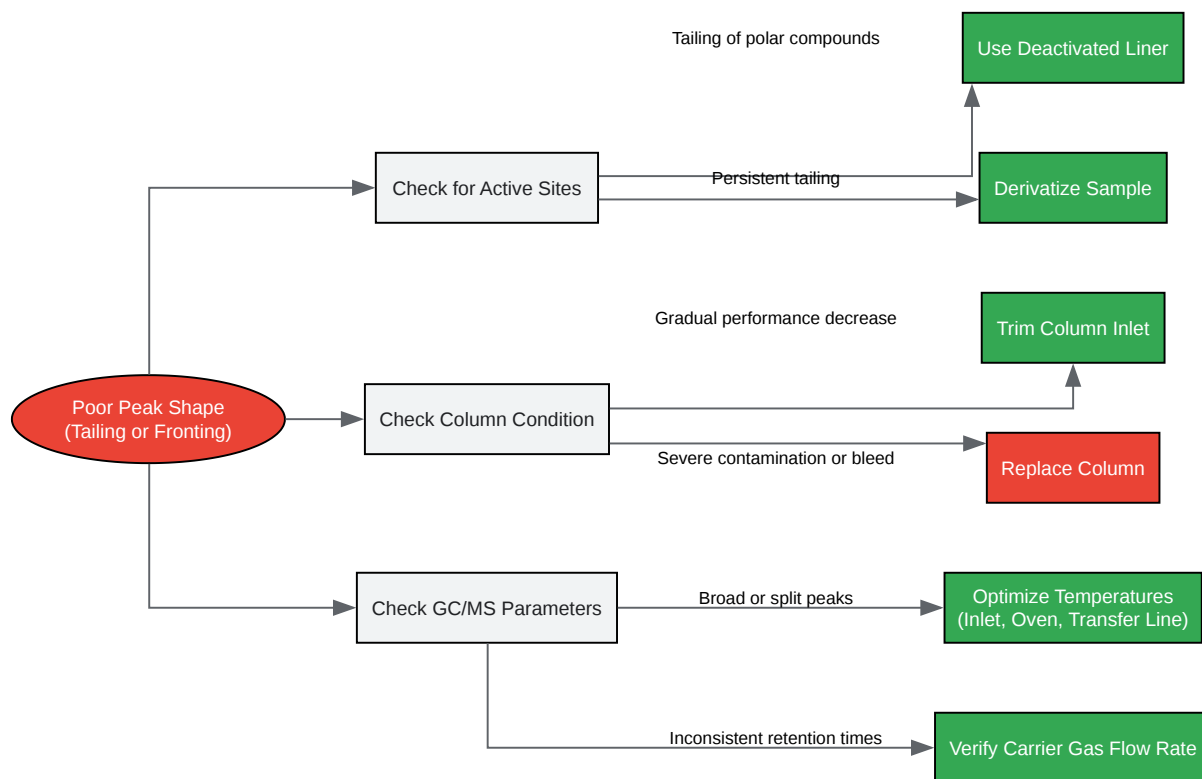 Tailing of polar compounds
Use Deactivated Liner
Check for Active Sites
Persistent tailing
Derivatize Sample
Gradual performance decrease
Trim Column Inlet
Poor Peak Shape
(Tailing or Fronting)
Check Column Condition
Severe contamination or bleed
Replace Column
Check GC/MS Parameters
Broad or split peaks
Optimize Temperatures
(Inlet, Oven, Transfer Line)
Inconsistent retention times
Verify Carrier Gas Flow Rate